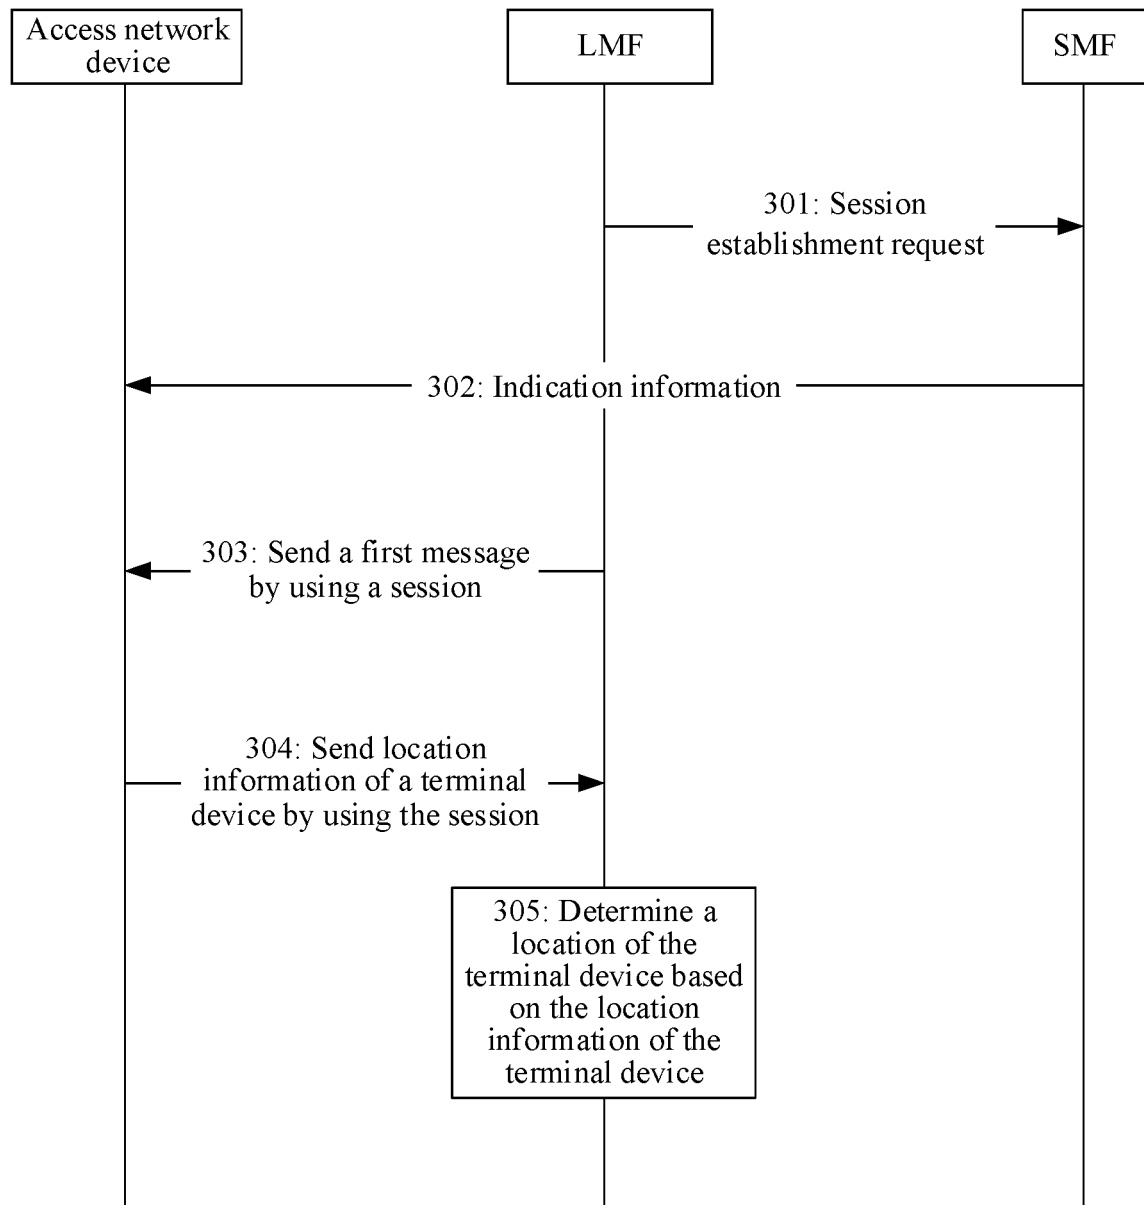 Access network
device
LMF
SMF
301: Session
establishment request
302: Indication information
303: Send a first message
by using a session
304: Send location
information of a terminal
device by using the session
305: Determine a
location of the
terminal device based
on the location
information of the
terminal device